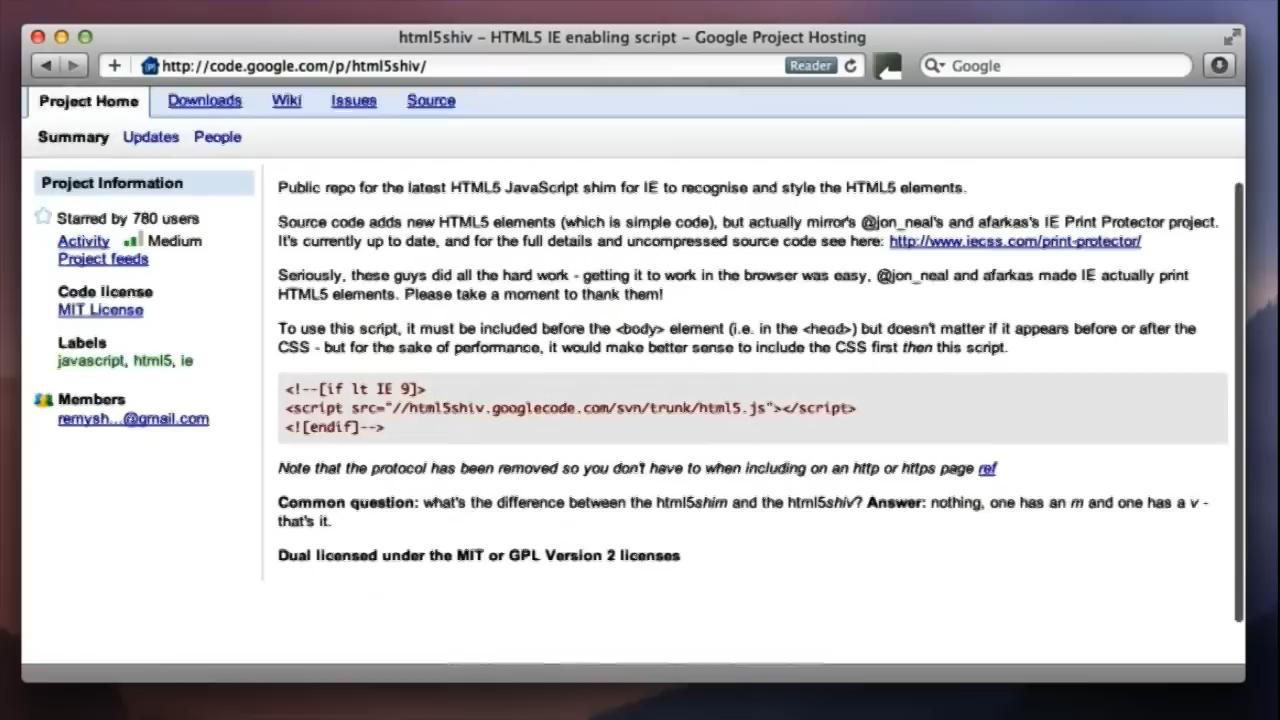 html5shiv - HTML5 IE enabling script - Google Project Hosting
http://code.google.com/p/html5shiv/
Reader
Google
Project Home
Downloads
Wiki
Issues
Source
Summary
Updates
People
Project Information
Starred by 780 users
Activity
Medium
Project feeds
Code license
MIT License
Labels
javascript, html5, ie
Members
remysh...@gmail.com
Public repo for the latest HTML5 JavaScript shim for IE to recognise and style the HTML5 elements.
Source code adds new HTML5 elements (which is simple code), but actually mirror's @jon_neal's and afarkas's IE Print Protector project.
It's currently up to date, and for the full details and uncompressed source code see here: http://www.iecss.com/print-protector/
Seriously, these guys did all the hard work - getting it to work in the browser was easy, @jon_neal and afarkas made IE actually print
HTML5 elements. Please take a moment to thank them!
To use this script, it must be included before the <body> element (i.e. in the <head>) but doesn't matter if it appears before or after the
CSS - but for the sake of performance, it would make better sense to include the CSS first then this script.
<!--[if lt IE 9]>
<script src="//html5shiv.googlecode.com/svn/trunk/html5.js"></script>
<![endif]-->
Note that the protocol has been removed so you don't have to when including on an http or https page ref
Common question: what's the difference between the html5shim and the html5shiv? Answer: nothing, one has an m and one has a v -
that's it.
Dual licensed under the MIT or GPL Version 2 licenses